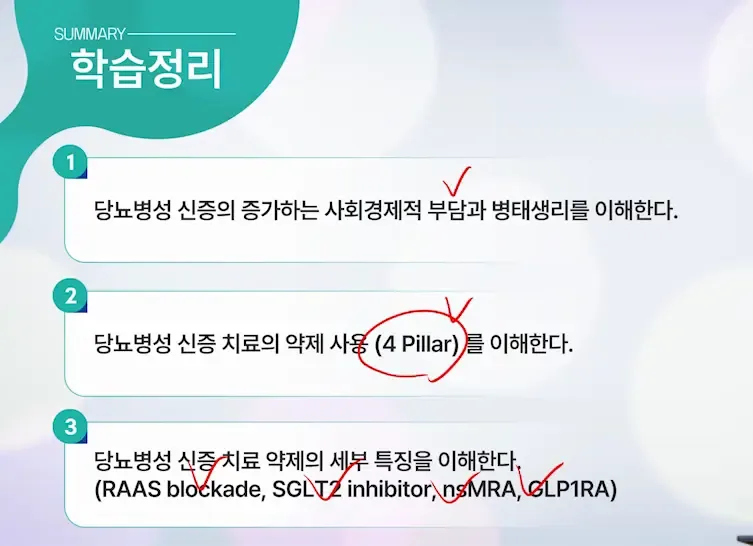 SUMMARY
학습정리
1
당뇨병성 신증의 증가하는 사회경제적 부담과 병태생리를 이해한다.
2
당뇨병성 신증 치료의 약제 사용 (4 Pillar) 를 이해한다.
3
당뇨병성 신증 치료 약제의 세부 특징을 이해한다.
(RAAS blockade, SGLT2 inhibitor, nsMRA, GLP1RA)